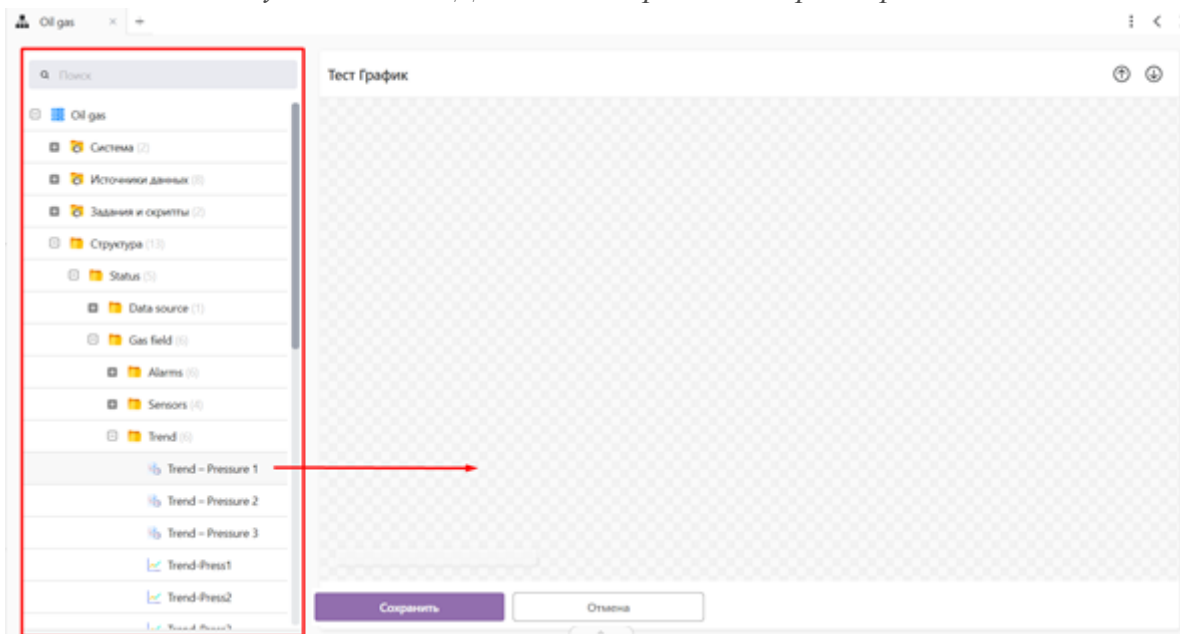 Oil gas
Поиск
Тест График
Oil gas
Система (2)
Источники данных (8)
Задания и скрипты (2)
Структура (13)
Status (5)
Data source (1)
Gas field (6)
Alarms (6)
Sensors (4)
Trend (6)
Trend – Pressure 1
Trend – Pressure 2
Trend – Pressure 3
Trend-Press1
Trend-Press2
Сохранить
Отмена